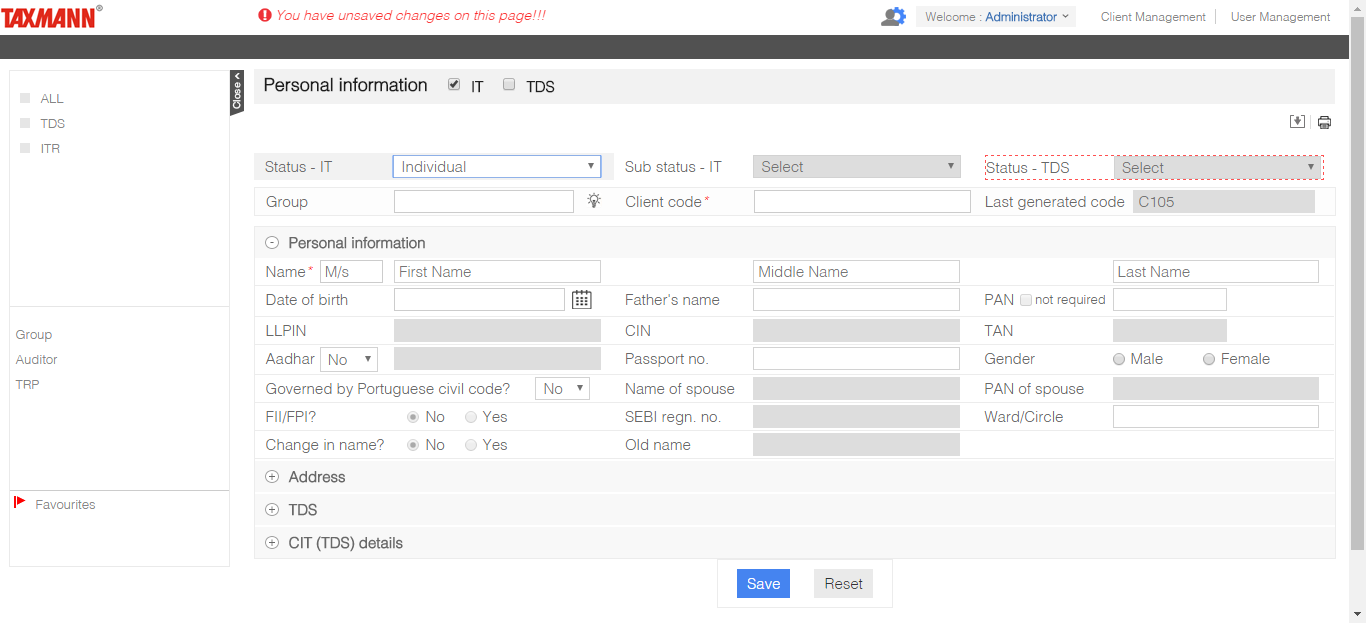 TAXMANN®
You have unsaved changes on this page!!!
Welcome : Administrator
Client Management
User Management
ALL
TDS
ITR
Close
Group
Auditor
TRP
Favourites
Personal information IT TDS
Status - IT Individual Sub status - IT Select Status - TDS Select
Group Client code* Last generated code C105
- Personal information
Name* M/s First Name Middle Name Last Name
Date of birth Father's name PAN not required
LLPIN CIN TAN
Aadhar No Passport no. Gender Male Female
Governed by Portuguese civil code? No Name of spouse PAN of spouse
FII/FPI? No Yes SEBI regn. no. Ward/Circle
Change in name? No Yes Old name
+ Address
+ TDS
+ CIT (TDS) details
Save Reset